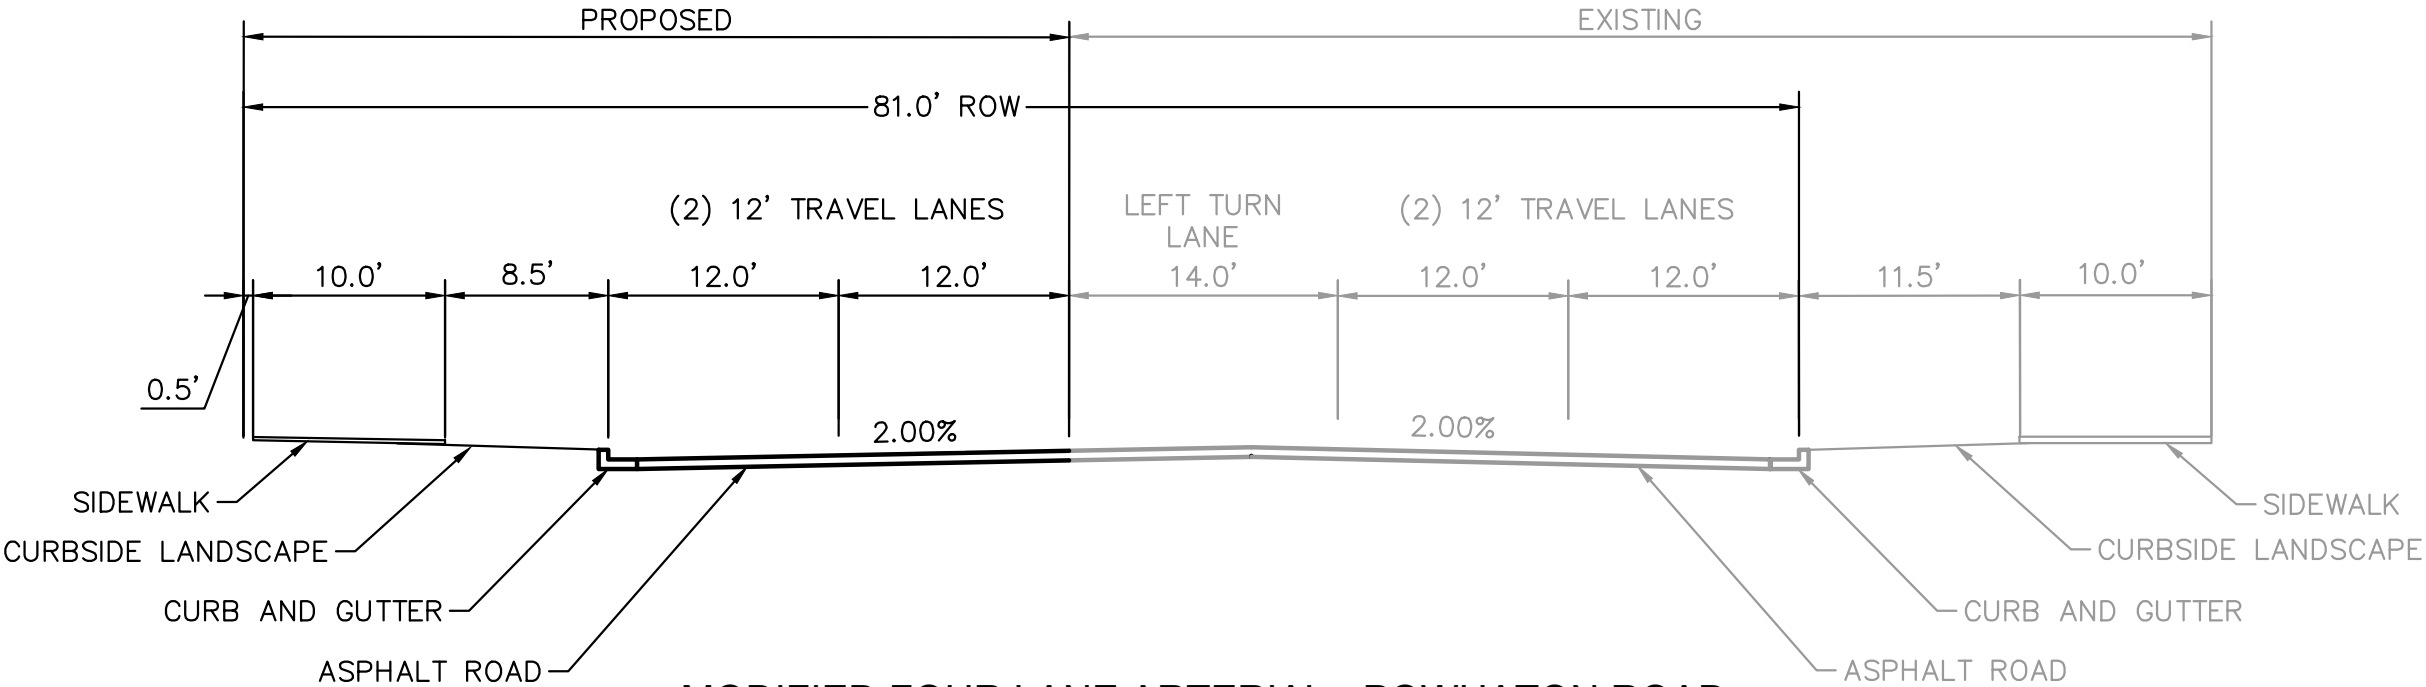 PROPOSED
EXISTING
81.0' ROW
(2) 12' TRAVEL LANES
LEFT TURN
LANE
(2) 12' TRAVEL LANES
10.0'
8.5'
12.0'
12.0'
14.0'
12.0'
12.0'
11.5'
10.0'
0.5'
2.00%
2.00%
SIDEWALK
CURBSIDE LANDSCAPE
CURB AND GUTTER
ASPHALT ROAD
SIDEWALK
CURBSIDE LANDSCAPE
CURB AND GUTTER
ASPHALT ROAD